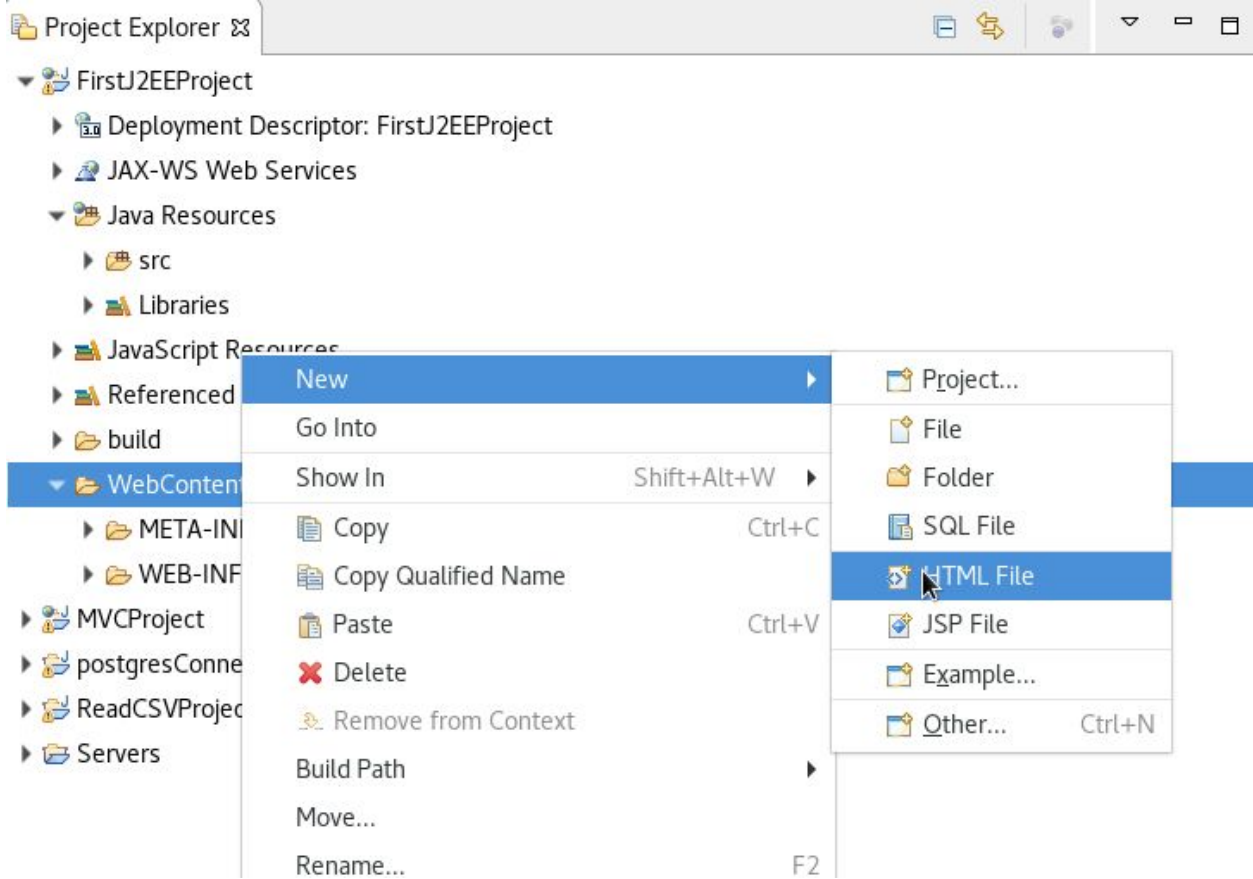 Project Explorer
FirstJ2EEProject
3.0 Deployment Descriptor: FirstJ2EEProject
JAX-WS Web Services
Java Resources
src
Libraries
JavaScript Resources
Referenced
build
WebContent
META-INF
WEB-INF
MVCProject
postgresConne
ReadCSVProjec
Servers
New
Go Into
Show In Shift+Alt+W
Copy Ctrl+C
Copy Qualified Name
Paste Ctrl+V
Delete
Remove from Context
Build Path
Move...
Rename... F2
Project...
File
Folder
SQL File
HTML File
JSP File
Example...
Other... Ctrl+N